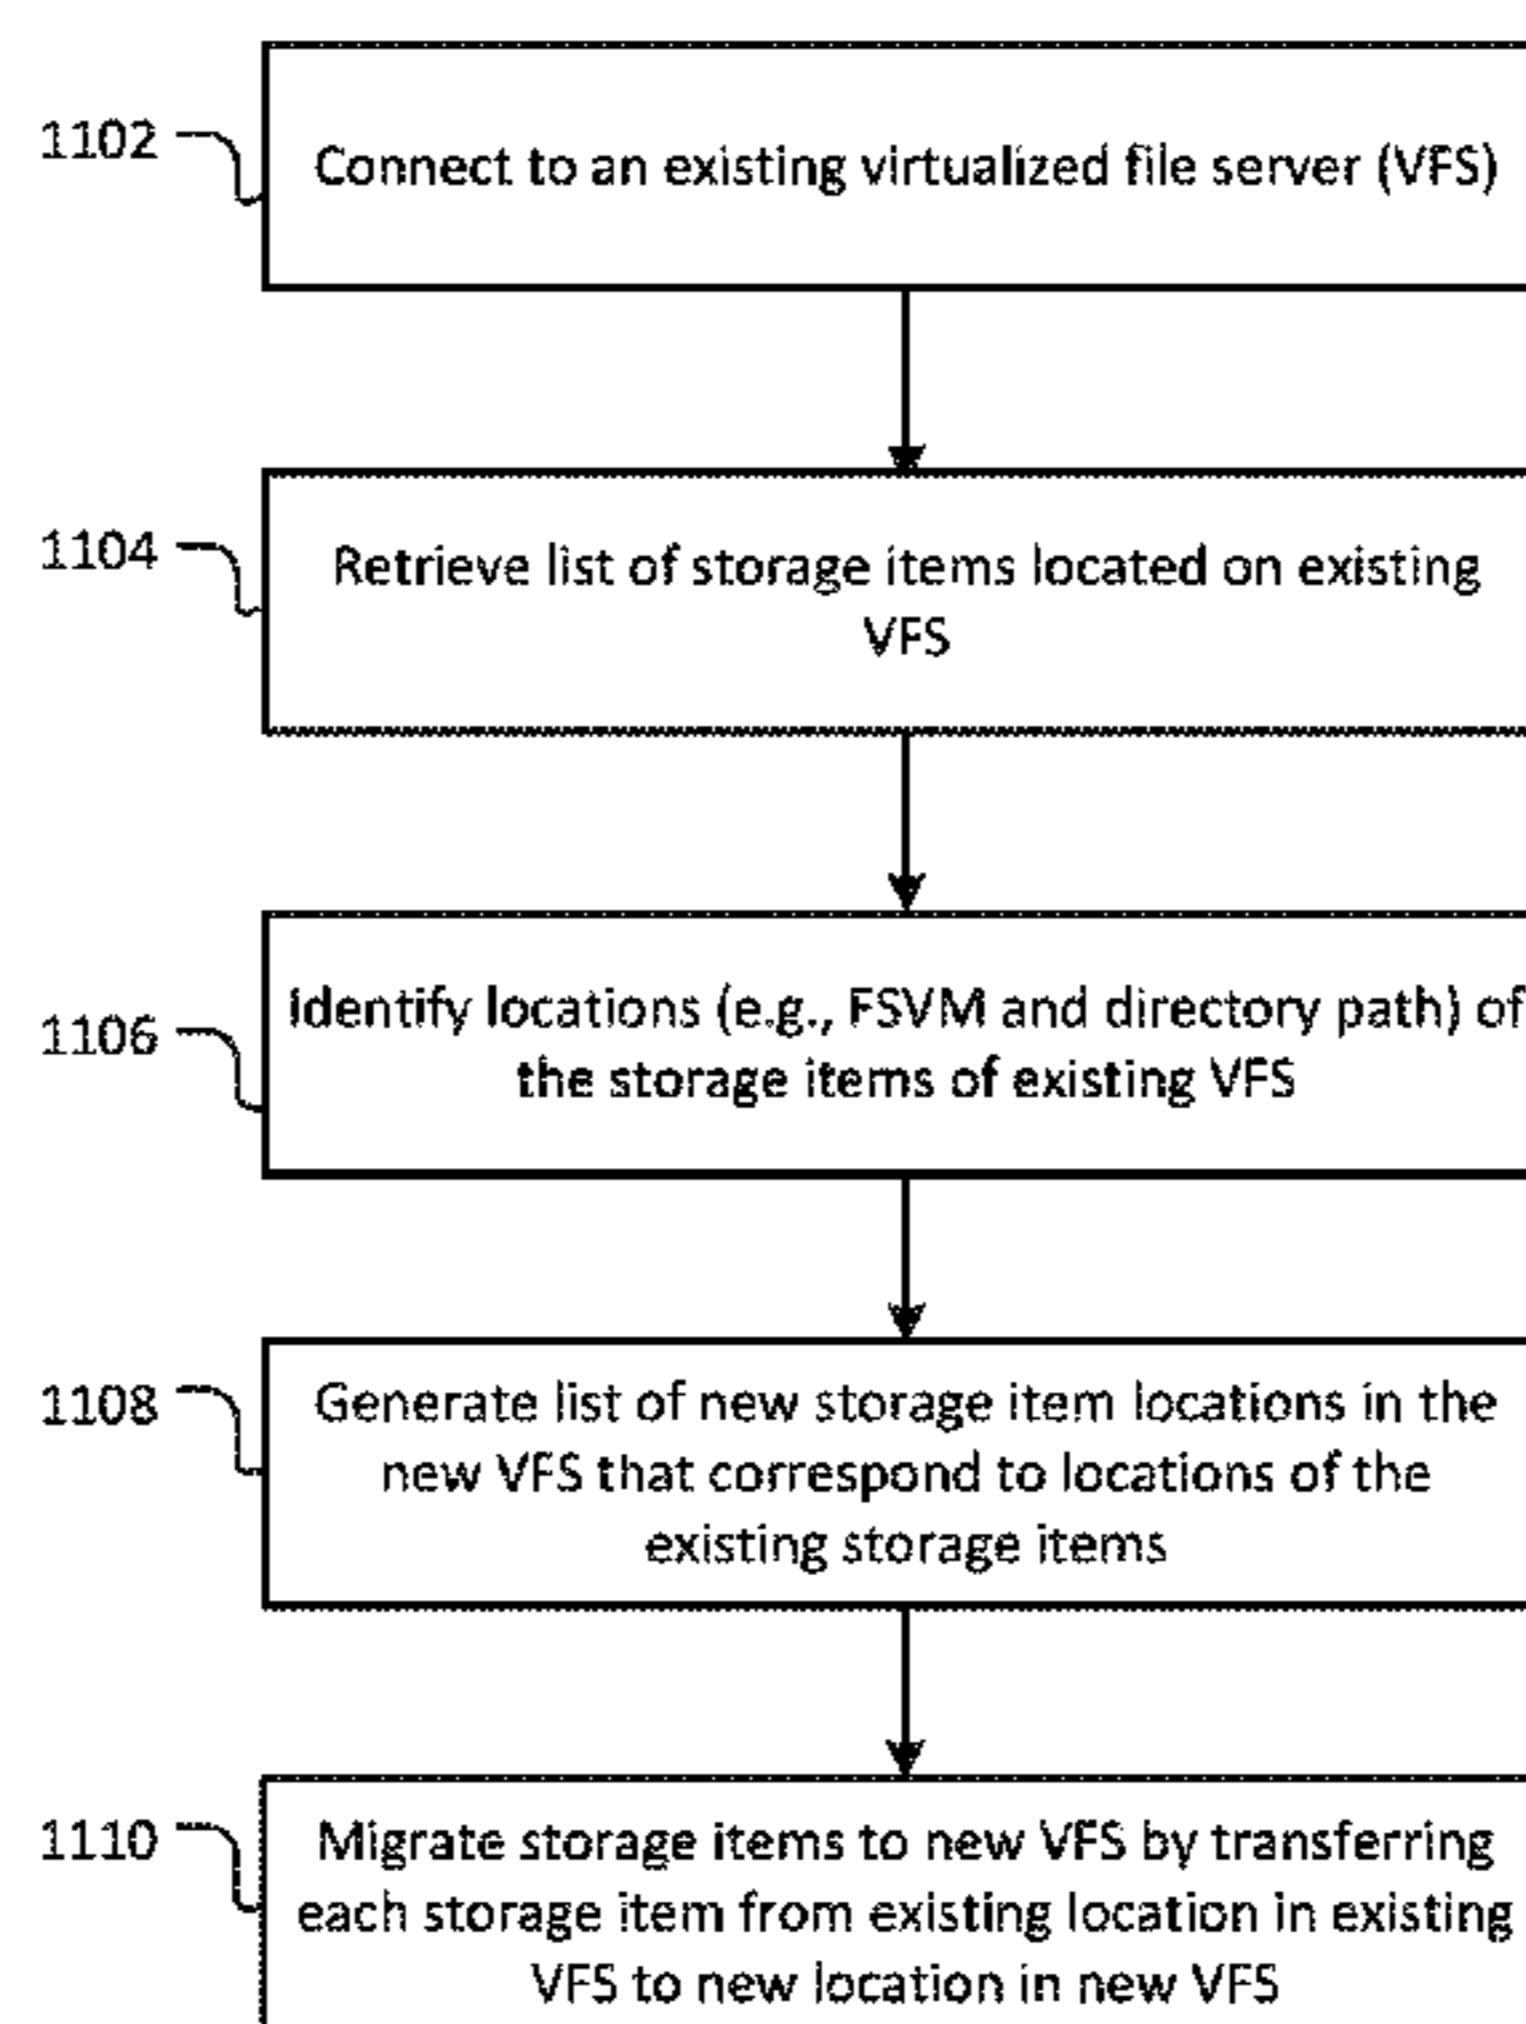 1102
Connect to an existing virtualized file server (VFS)
1104
Retrieve list of storage items located on existing
VFS
1106
Identify locations (e.g., FSVM and directory path) of
the storage items of existing VFS
1108
Generate list of new storage item locations in the
new VFS that correspond to locations of the
existing storage items
1110
Migrate storage items to new VFS by transferring
each storage item from existing location in existing
VFS to new location in new VFS